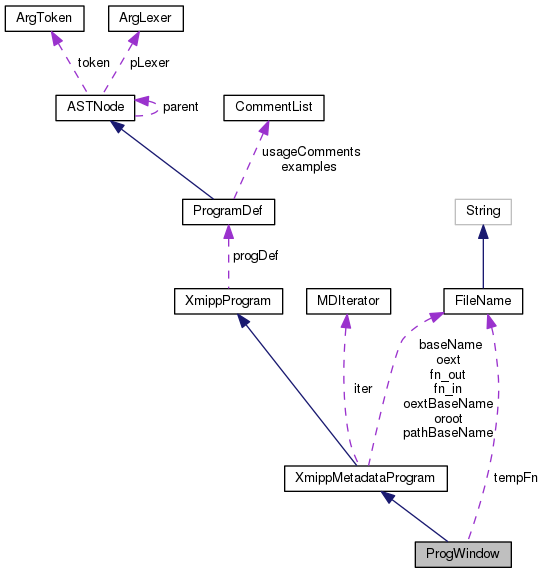 ArgToken
ArgLexer
token
pLexer
ASTNode
parent
CommentList
usageComments
examples
ProgramDef
String
progDef
XmippProgram
MDIterator
FileName
baseName
oext
fn_out
fn_in
oextBaseName
oroot
pathBaseName
iter
XmippMetadataProgram
tempFn
ProgWindow